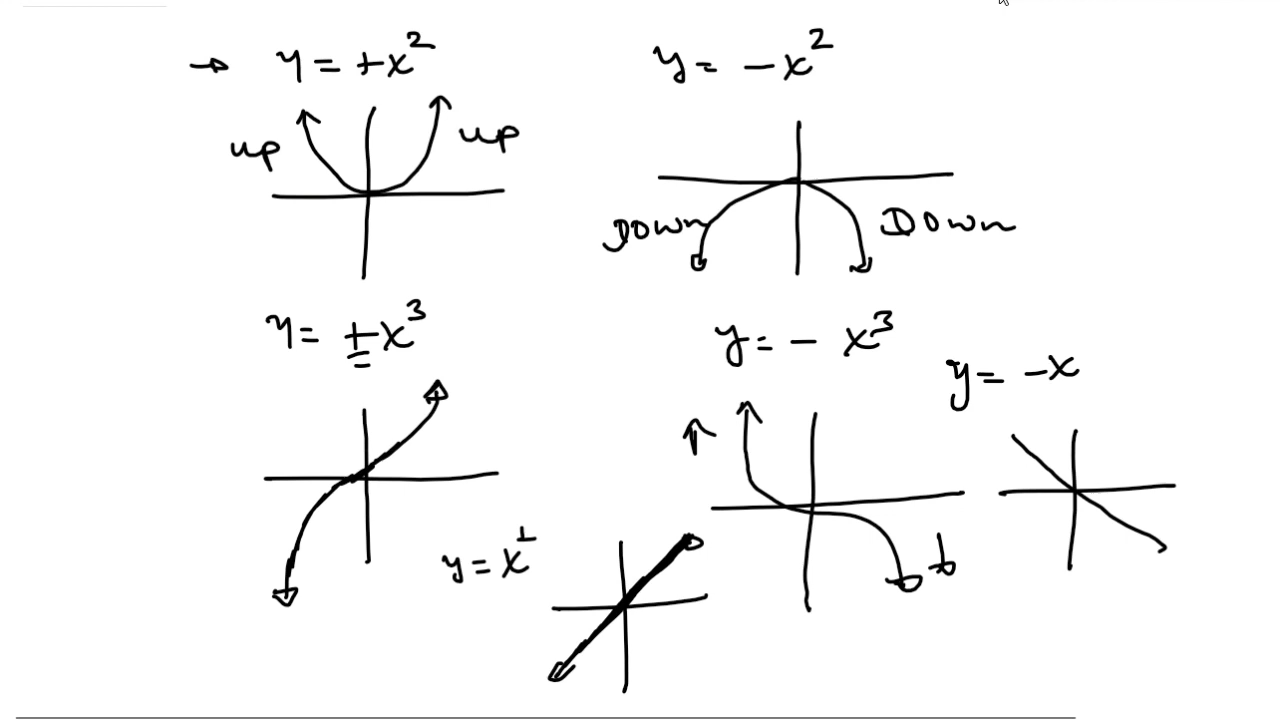 → y = +x²
y = -x²
up
up
Down
Down
y = +x³
y = - x³
y = -x
y = x¹